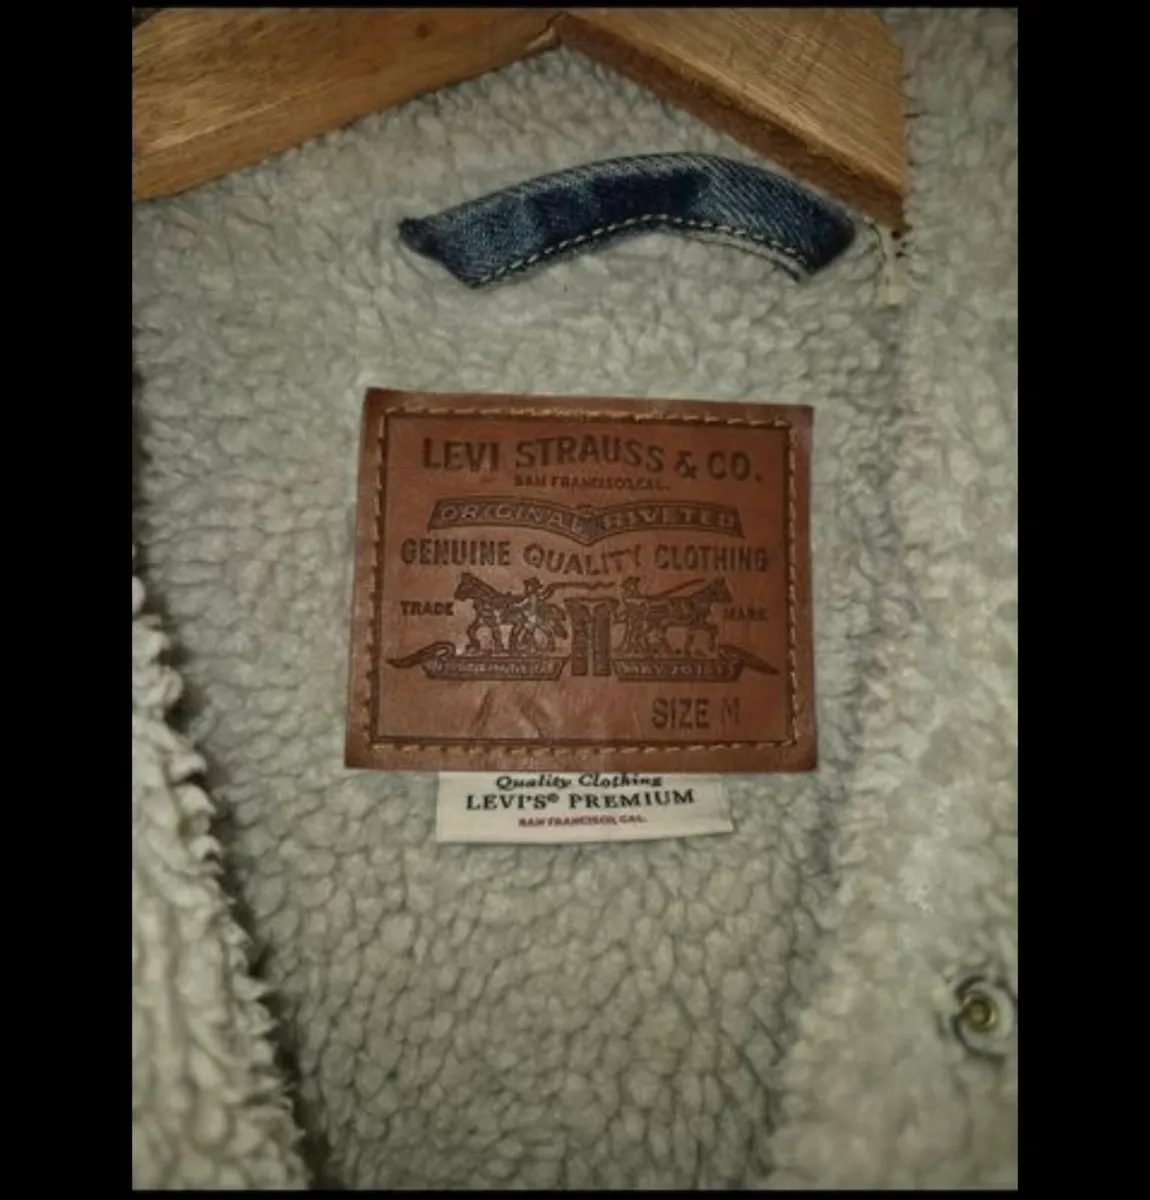 LEVI STRAUSS & CO.
SAN FRANCISCO, CAL.
ORIGINAL RIVETED
GENUINE QUALITY CLOTHING
TRADE MARK
SIZE M
Quality Clothing
LEVI'S® PREMIUM
SAN FRANCISCO, CAL.